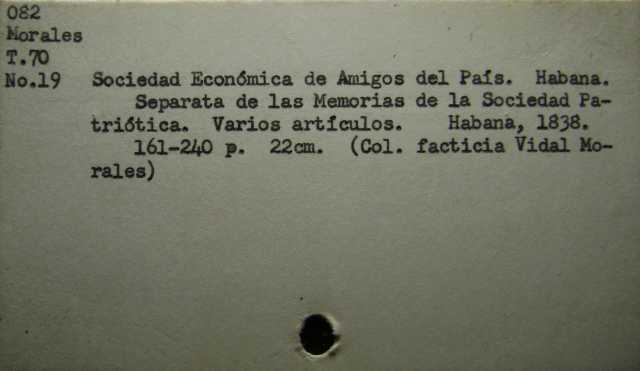 082
Morales
T.70
No.19 Sociedad Económica de Amigos del País. Habana.
Separata de las Memorias de la Sociedad Pa-
triótica. Varios artículos. Habana, 1838.
161-240 p. 22cm. (Col. facticia Vidal Mo-
rales)